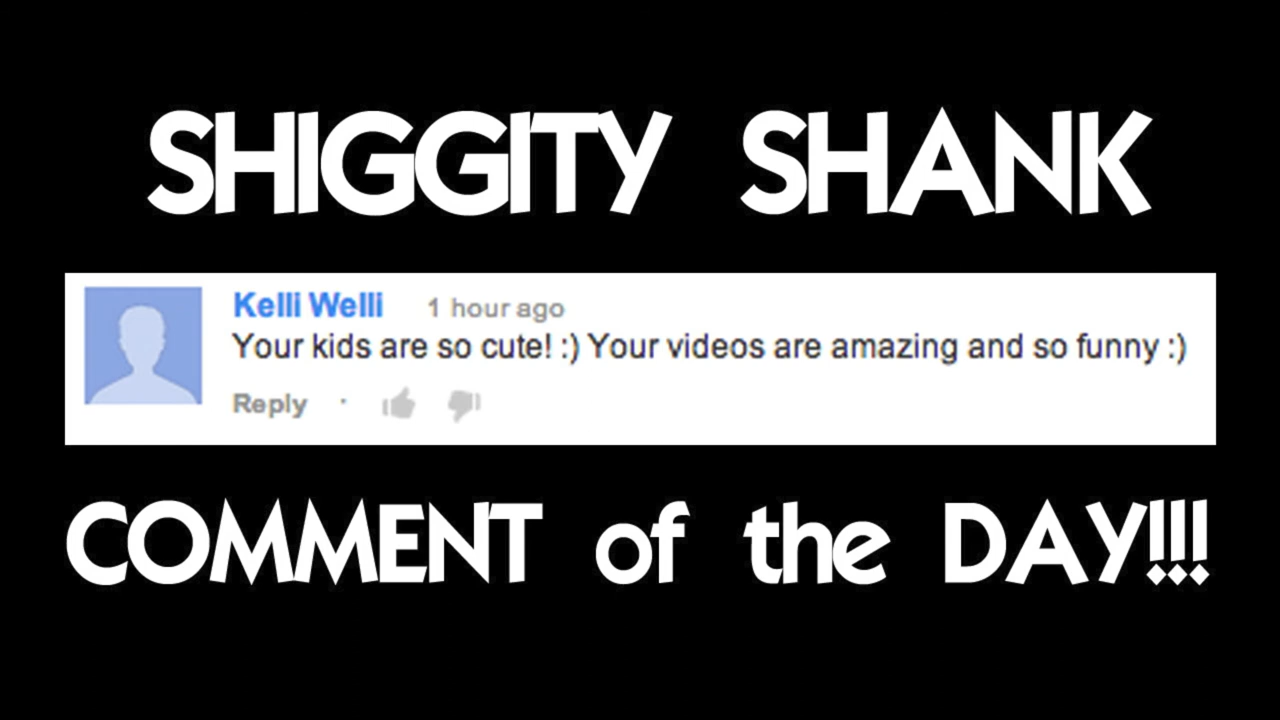 SHIGGITY SHANK
Kelli Welli 1 hour ago
Your kids are so cute! :) Your videos are amazing and so funny :)
Reply ·
COMMENT of the DAY!!!